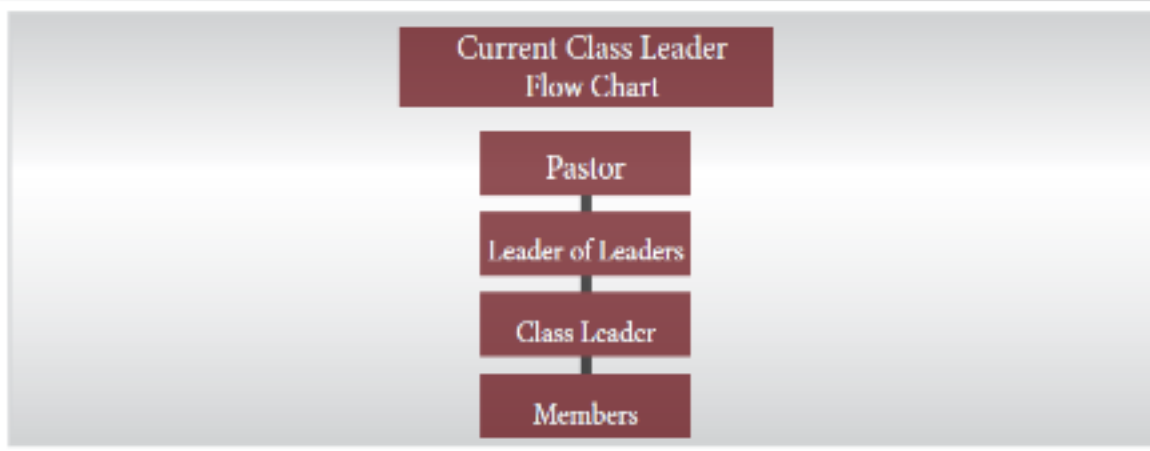 Current Class Leader
Flow Chart
Pastor
Leader of Leaders
Class Leader
Members